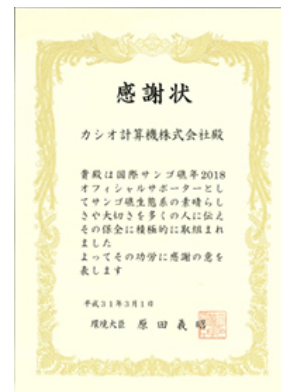 感謝状
カシオ計算機株式会社殿
貴殿は国際サンゴ礁年2018
オフィシャルサポーターとし
てサンゴ礁生態系の素晴らし
さや大切さを多くの人に伝え
その保全に積極的に取組まれ
ました
よってその功労に感謝の意を
表します
平成31年3月1日
環境大臣 原田義昭